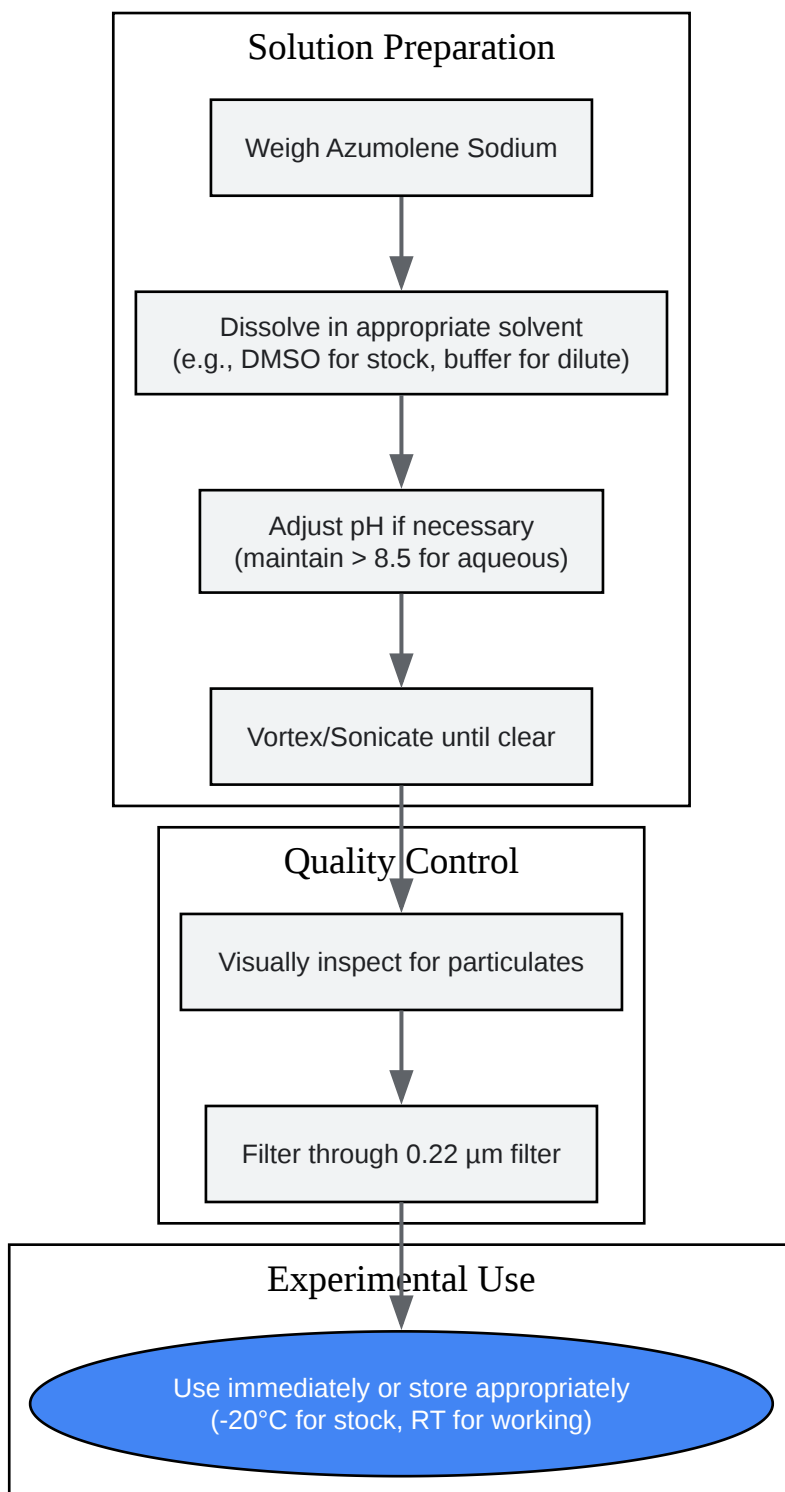 Solution Preparation
Weigh Azumolene Sodium
Dissolve in appropriate solvent
(e.g., DMSO for stock, buffer for dilute)
Adjust pH if necessary
(maintain > 8.5 for aqueous)
Vortex/Sonicate until clear
Quality Control
Visually inspect for particulates
Filter through 0.22 µm filter
Experimental Use
Use immediately or store appropriately
(-20°C for stock, RT for working)